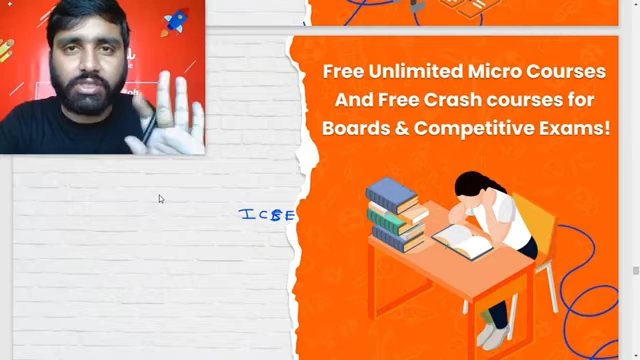 Free Unlimited Micro Courses
And Free Crash courses for
Boards & Competitive Exams!
ICSE